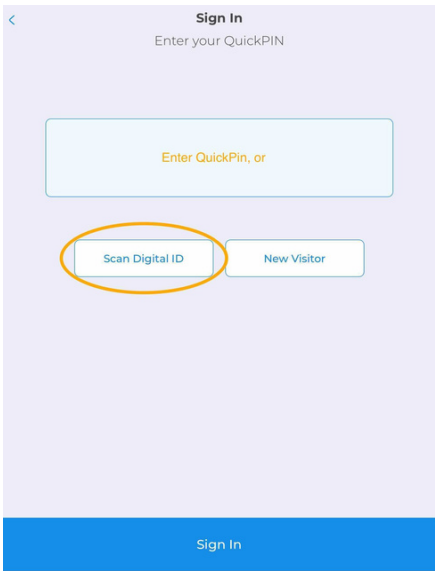 Sign In
Enter your QuickPIN
Enter QuickPin, or
Scan Digital ID
New Visitor
Sign In